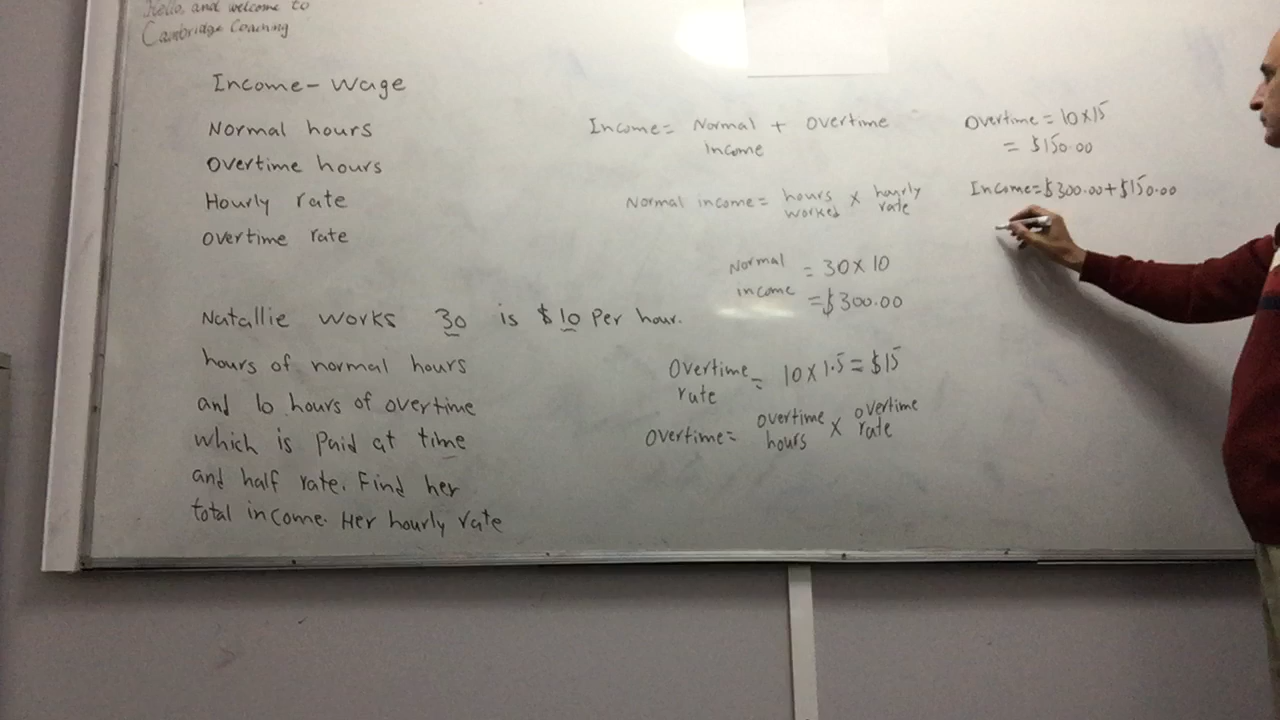 Hello, and welcome to
Cambridge Coaching
Income - Wage
Normal hours
Overtime hours
Hourly rate
Overtime rate
Natallie works 30 is $10 Per hour.
hours of normal hours
and 10 hours of overtime
which is paid at time
and half rate. Find her
total income. Her hourly rate
Income = Normal + Overtime
income
Normal income = hours × hourly
worked rate
Normal = 30 × 10
income = $300.00
Overtime = 10 × 1.5 = $15
rate
Overtime = overtime × overtime
hours rate
Overtime = 10 × 15
= $150.00
Income = $300.00 + $150.00